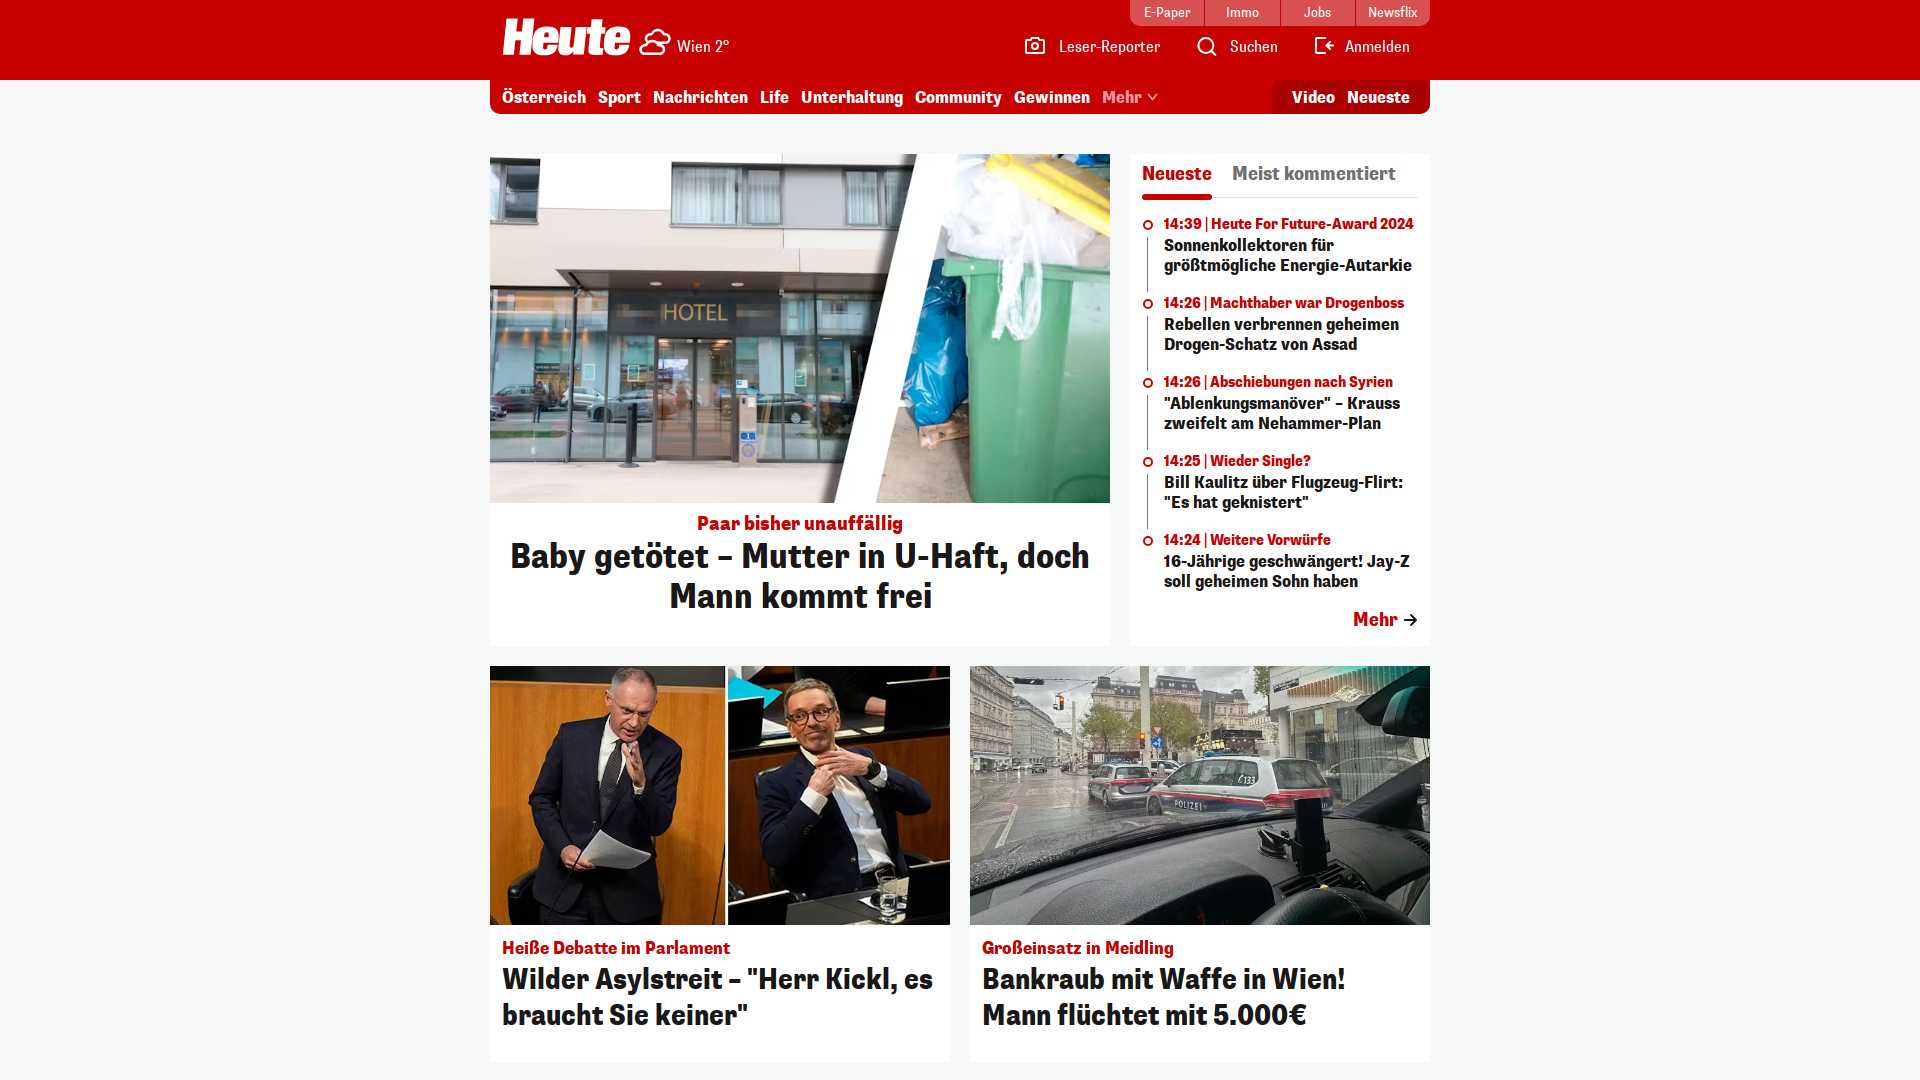 E-Paper
Immo
Jobs
Newsflix
Heute
Wien 2°
Leser-Reporter
Suchen
Anmelden
Österreich
Sport
Nachrichten
Life
Unterhaltung
Community
Gewinnen
Mehr
Video
Neueste
HOTEL
Paar bisher unauffällig
Baby getötet – Mutter in U-Haft, doch
Mann kommt frei
Neueste
Meist kommentiert
14:39 | Heute For Future-Award 2024
Sonnenkollektoren für
größtmögliche Energie-Autarkie
14:26 | Machthaber war Drogenboss
Rebellen verbrennen geheimen
Drogen-Schatz von Assad
14:26 | Abschiebungen nach Syrien
"Ablenkungsmanöver" – Krauss
zweifelt am Nehammer-Plan
14:25 | Wieder Single?
Bill Kaulitz über Flugzeug-Flirt:
"Es hat geknistert"
14:24 | Weitere Vorwürfe
16-Jährige geschwängert! Jay-Z
soll geheimen Sohn haben
Mehr
133
POLIZEI
Heiße Debatte im Parlament
Wilder Asylstreit – "Herr Kickl, es
braucht Sie keiner"
Großeinsatz in Meidling
Bankraub mit Waffe in Wien!
Mann flüchtet mit 5.000€